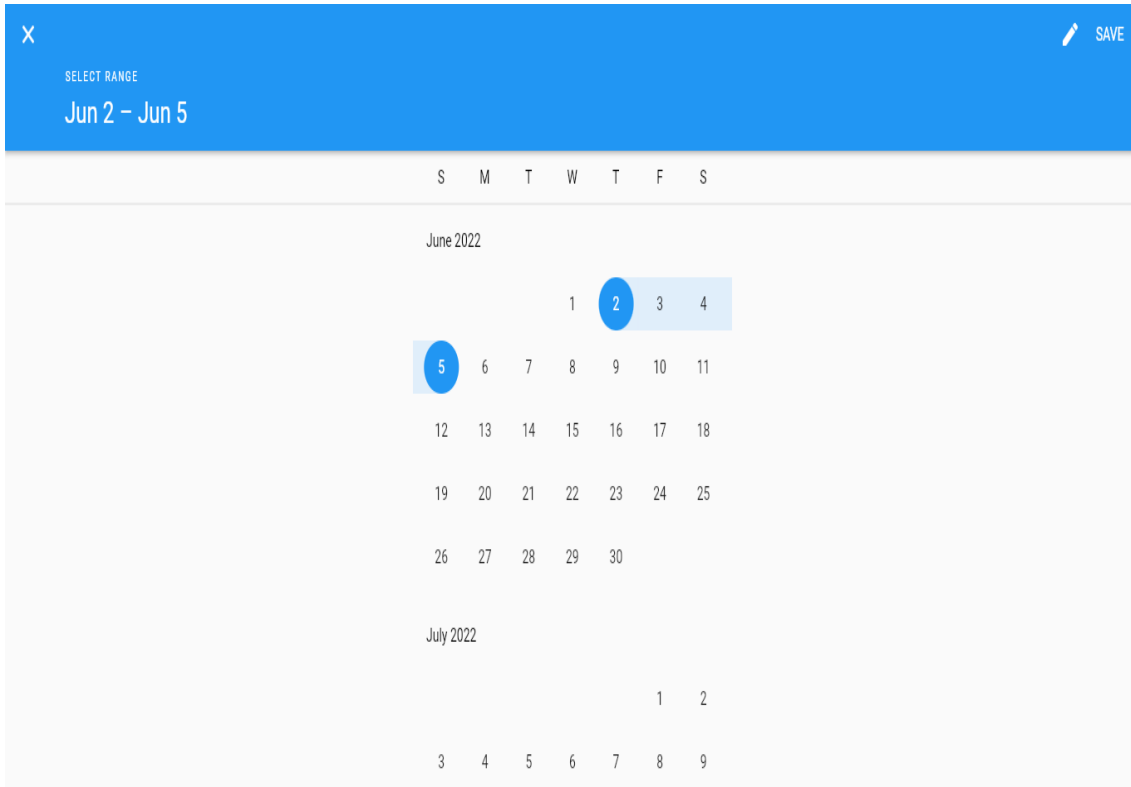 SAVE
SELECT RANGE
Jun 2 – Jun 5
S M T W T F S
June 2022
1 2 3 4
5 6 7 8 9 10 11
12 13 14 15 16 17 18
19 20 21 22 23 24 25
26 27 28 29 30
July 2022
1 2
3 4 5 6 7 8 9